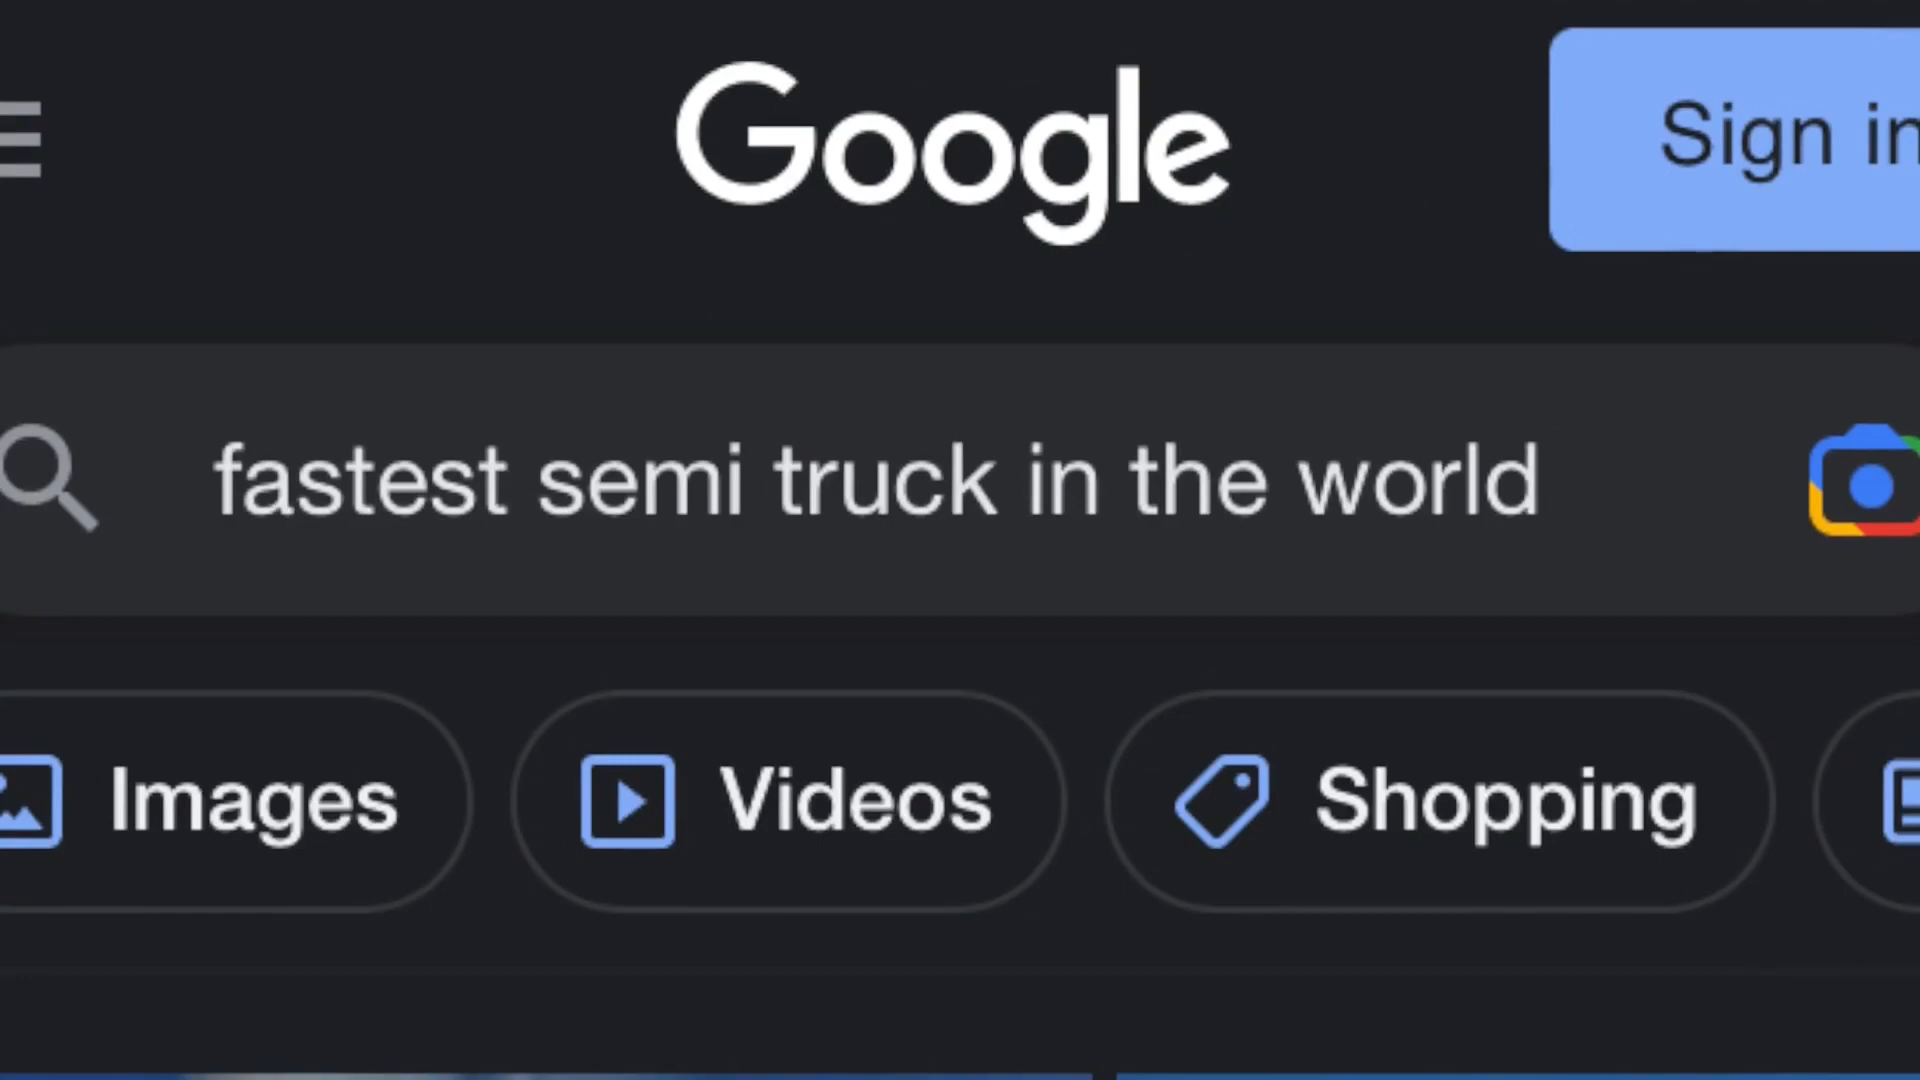 Google
Sign in
fastest semi truck in the world
Images
Videos
Shopping